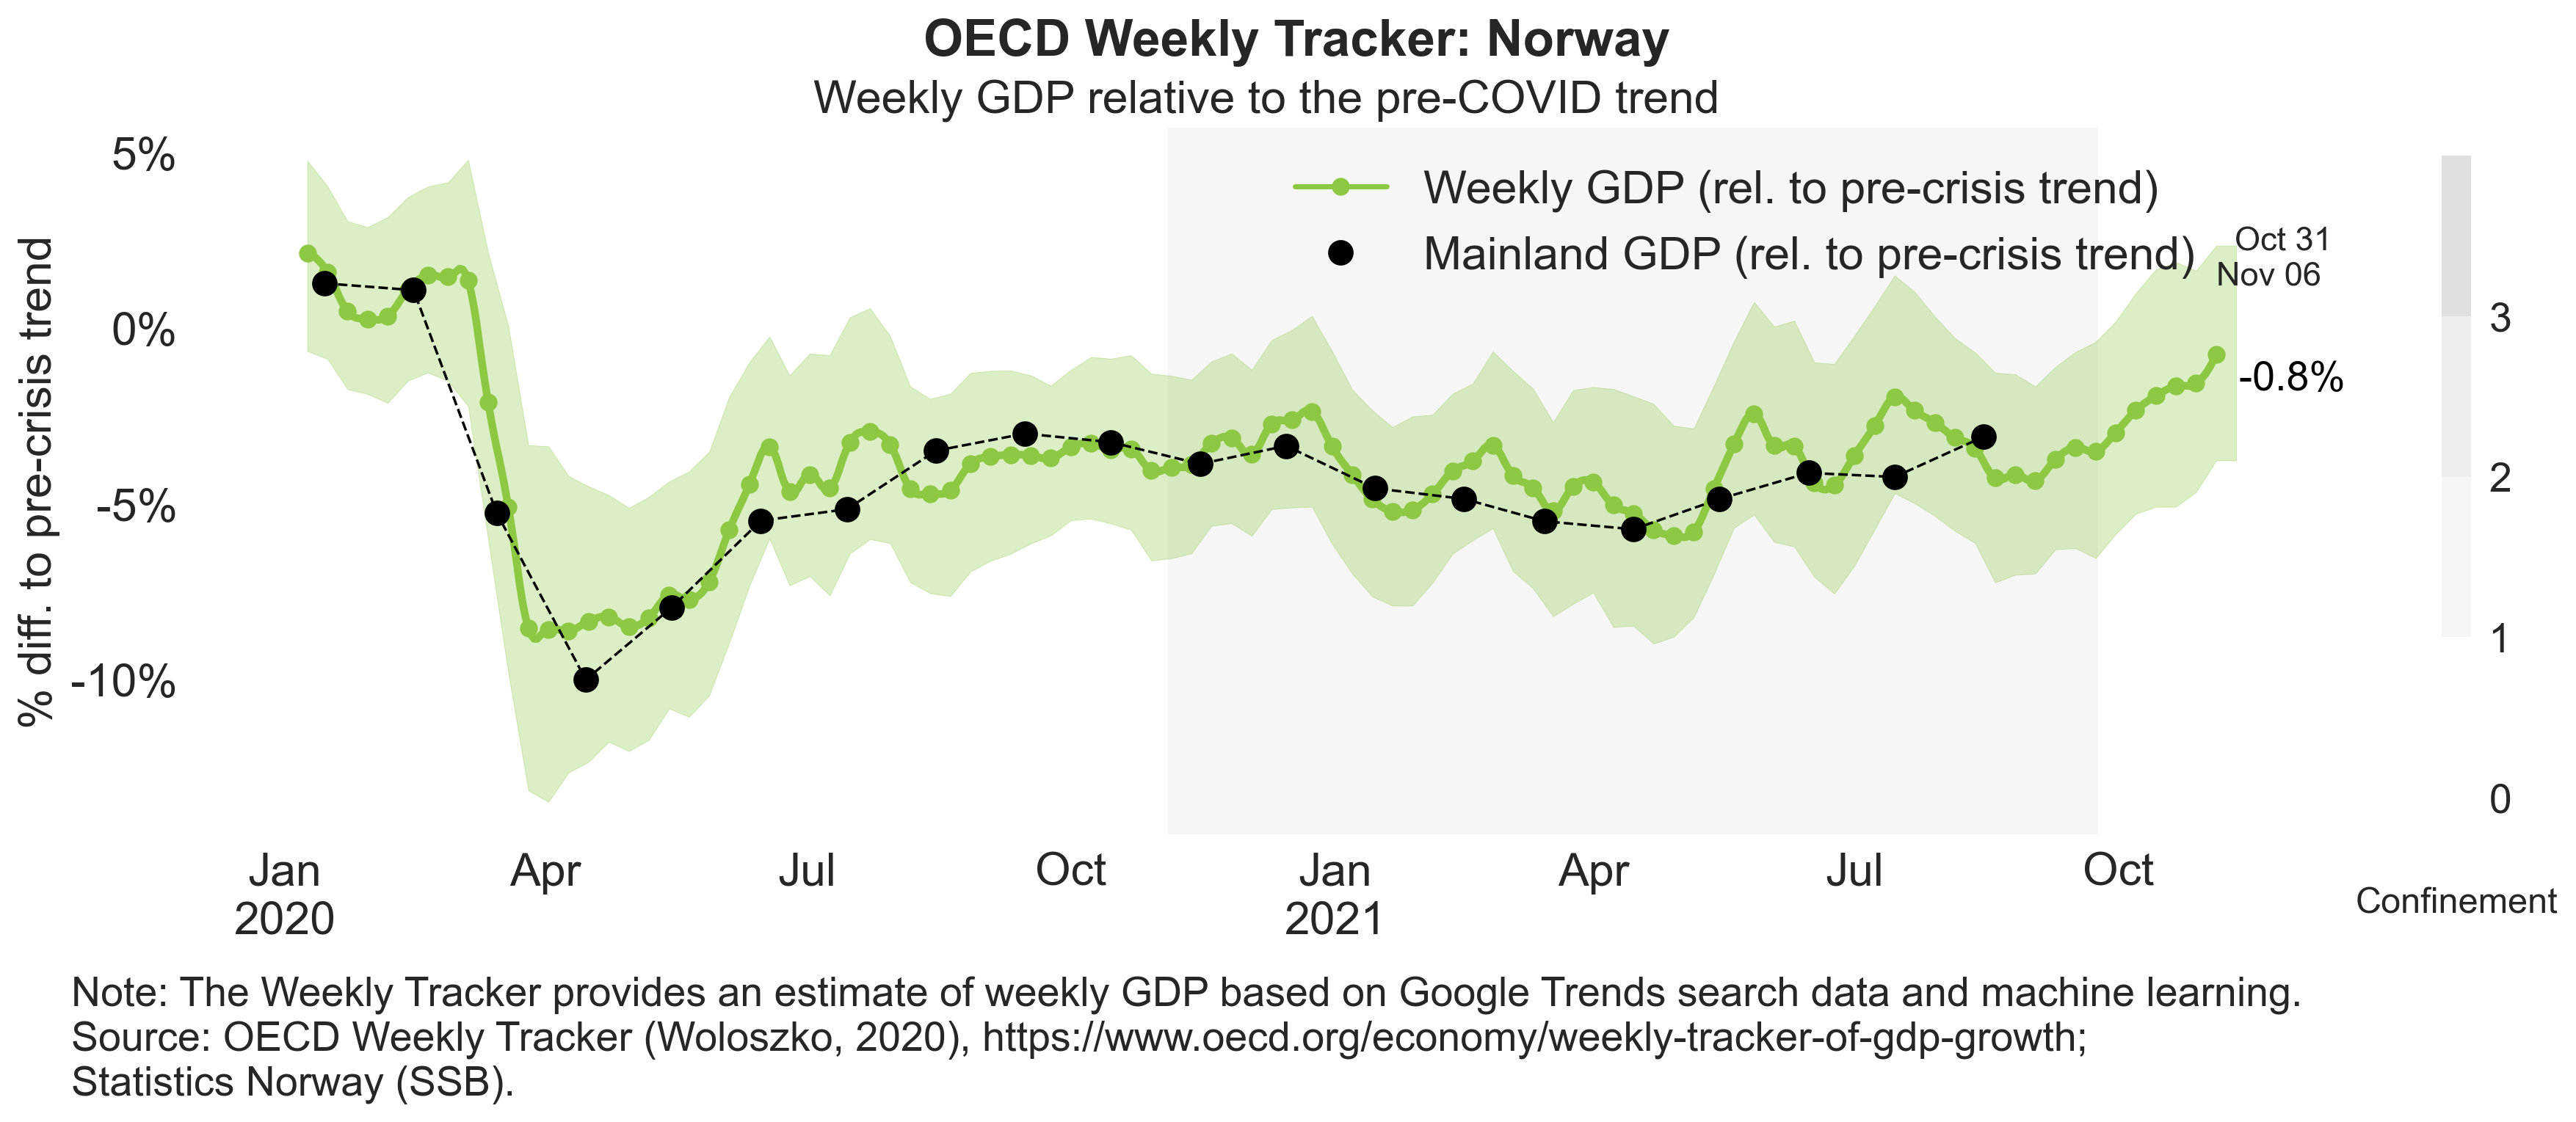 OECD Weekly Tracker: Norway
Weekly GDP relative to the pre-COVID trend
% diff. to pre-crisis trend
5%
0%
-5%
-10%
Weekly GDP (rel. to pre-crisis trend)
Mainland GDP (rel. to pre-crisis trend)
Oct 31
Nov 06
-0.8%
3
2
1
0
Confinement
Jan Apr Jul Oct Jan Apr Jul Oct
2020 2021
Note: The Weekly Tracker provides an estimate of weekly GDP based on Google Trends search data and machine learning.
Source: OECD Weekly Tracker (Woloszko, 2020), https://www.oecd.org/economy/weekly-tracker-of-gdp-growth;
Statistics Norway (SSB).